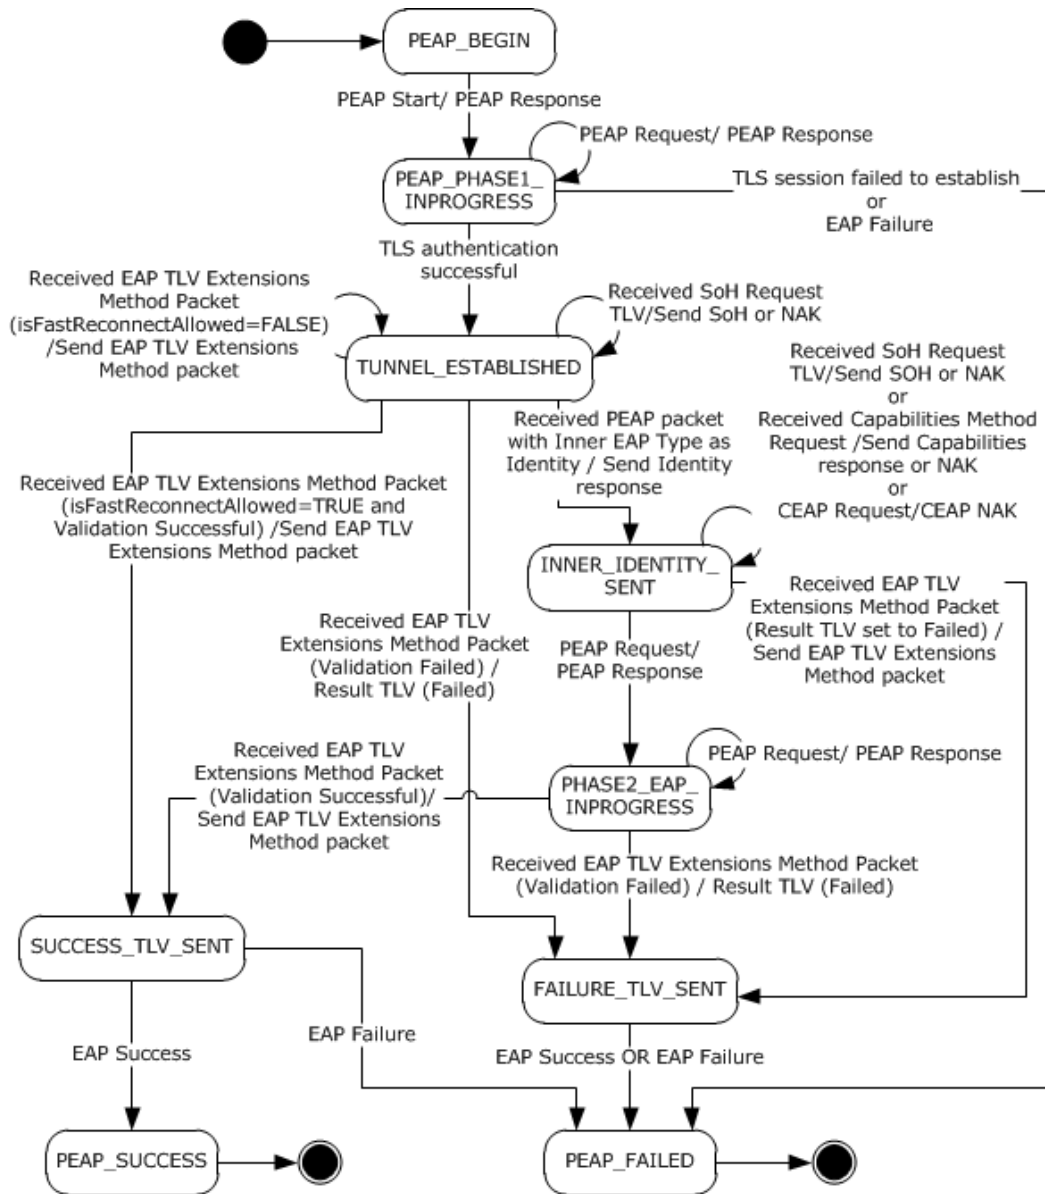 PEAP_BEGIN
PEAP Start/ PEAP Response
PEAP Request/ PEAP Response
PEAP_PHASE1_
INPROGRESS
TLS session failed to establish
or
EAP Failure
TLS authentication
successful
Received EAP TLV Extensions
Method Packet
(isFastReconnectAllowed=FALSE)
/Send EAP TLV Extensions
Method packet
Received SoH Request
TLV/Send SoH or NAK
TUNNEL_ESTABLISHED
Received SoH Request
TLV/Send SOH or NAK
or
Received Capabilities Method
Request /Send Capabilities
response or NAK
or
CEAP Request/CEAP NAK
Received PEAP packet
with Inner EAP Type as
Identity / Send Identity
response
Received EAP TLV Extensions Method Packet
(isFastReconnectAllowed=TRUE and
Validation Successful) /Send EAP TLV
Extensions Method packet
INNER_IDENTITY_
SENT
Received EAP TLV
Extensions Method Packet
(Result TLV set to Failed) /
Send EAP TLV Extensions
Method packet
Received EAP TLV
Extensions Method Packet
(Validation Failed) /
Result TLV (Failed)
PEAP Request/
PEAP Response
Received EAP TLV
Extensions Method Packet
(Validation Successful)/
Send EAP TLV Extensions
Method packet
PEAP Request/ PEAP Response
PHASE2_EAP_
INPROGRESS
Received EAP TLV Extensions Method Packet
(Validation Failed) / Result TLV (Failed)
SUCCESS_TLV_SENT
FAILURE_TLV_SENT
EAP Failure
EAP Success
EAP Success OR EAP Failure
PEAP_SUCCESS
PEAP_FAILED